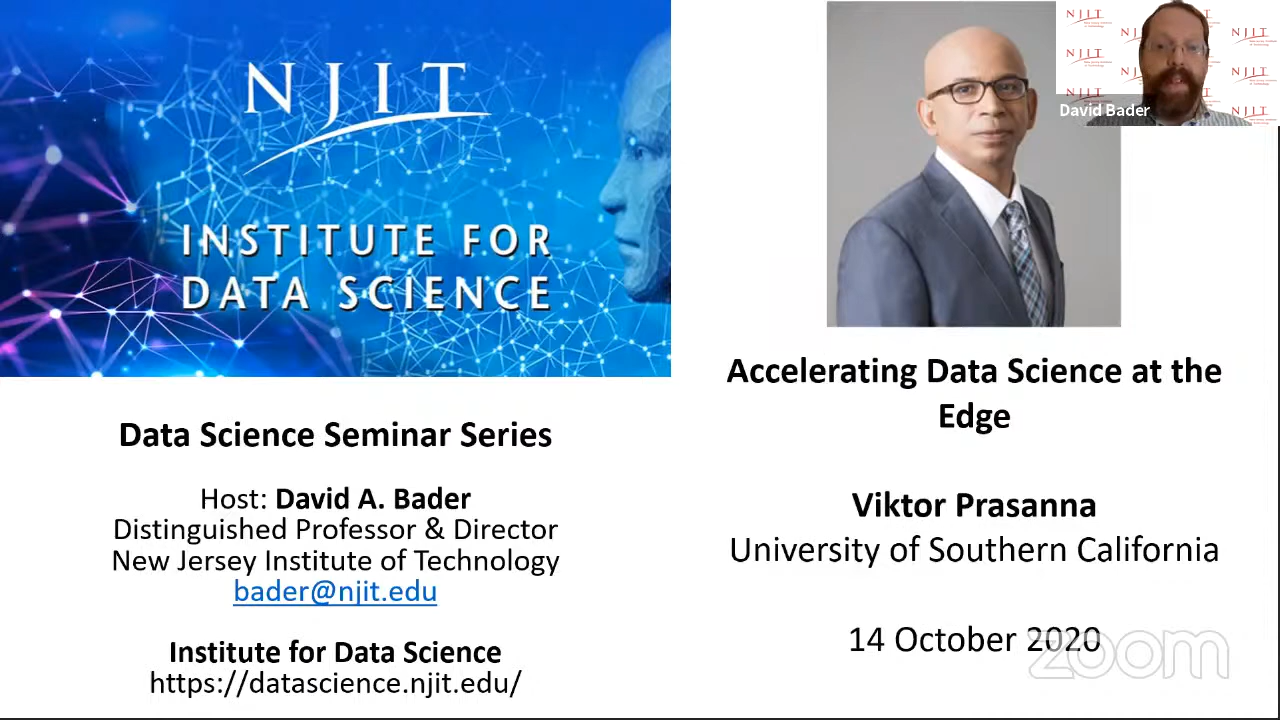 NJIT
INSTITUTE FOR
DATA SCIENCE
Data Science Seminar Series
Host: David A. Bader
Distinguished Professor & Director
New Jersey Institute of Technology
bader@njit.edu
Institute for Data Science
https://datascience.njit.edu/
David Bader
Accelerating Data Science at the
Edge
Viktor Prasanna
University of Southern California
14 October 2020
zoom